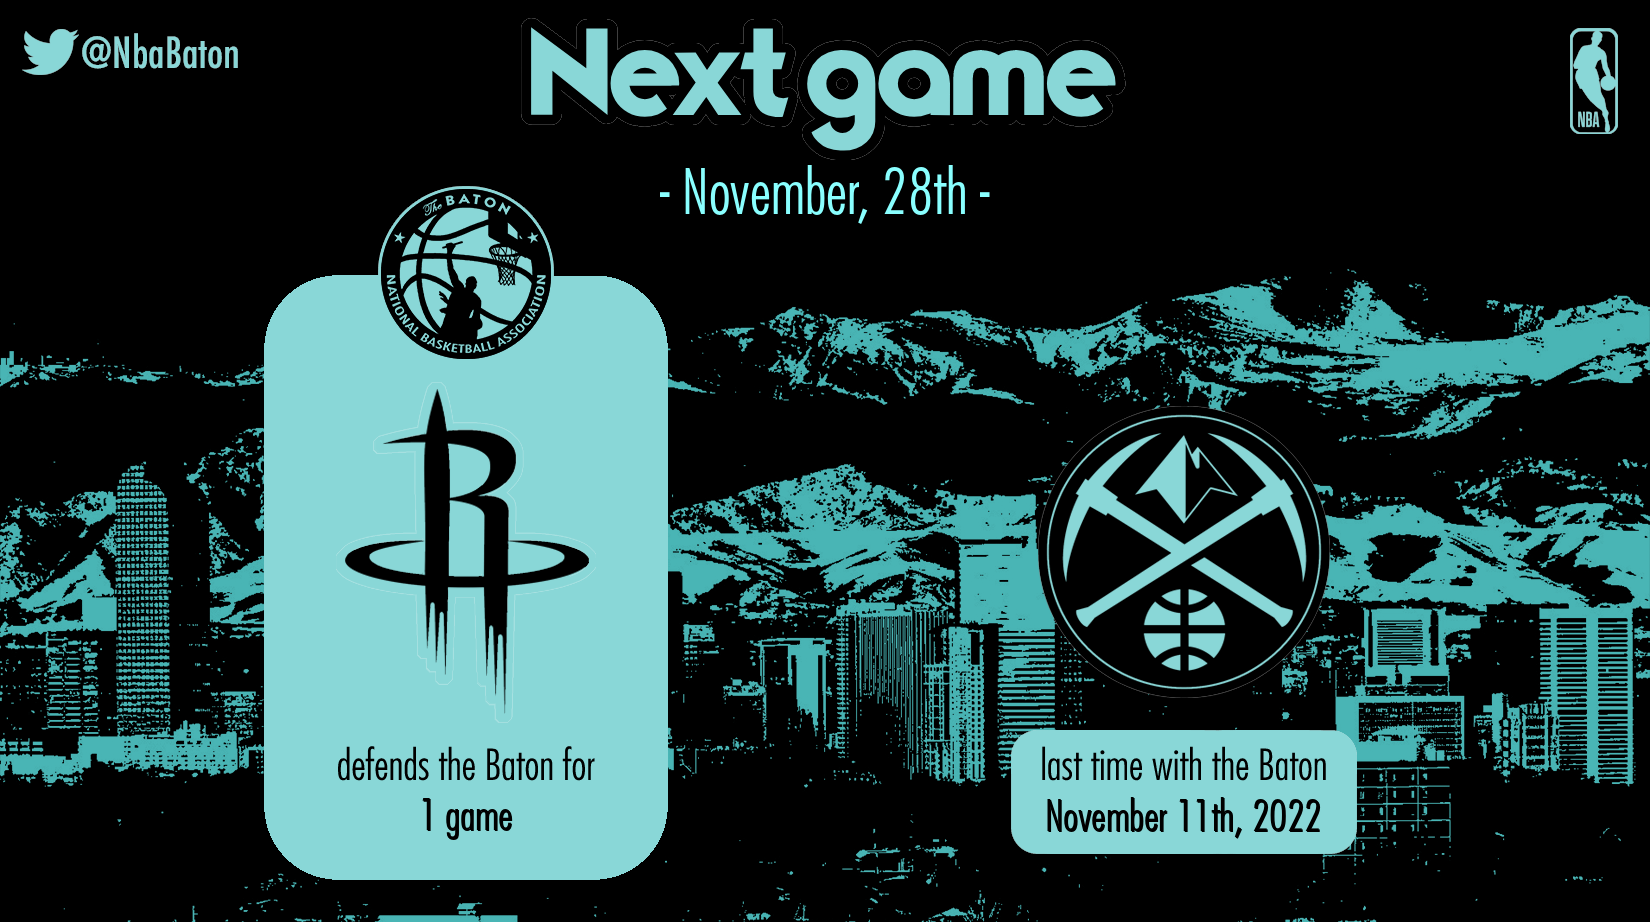 @NbaBaton
Next game
NBA
- November, 28th -
The BATON
NATIONAL BASKETBALL ASSOCIATION
defends the Baton for
1 game
last time with the Baton
November 11th, 2022